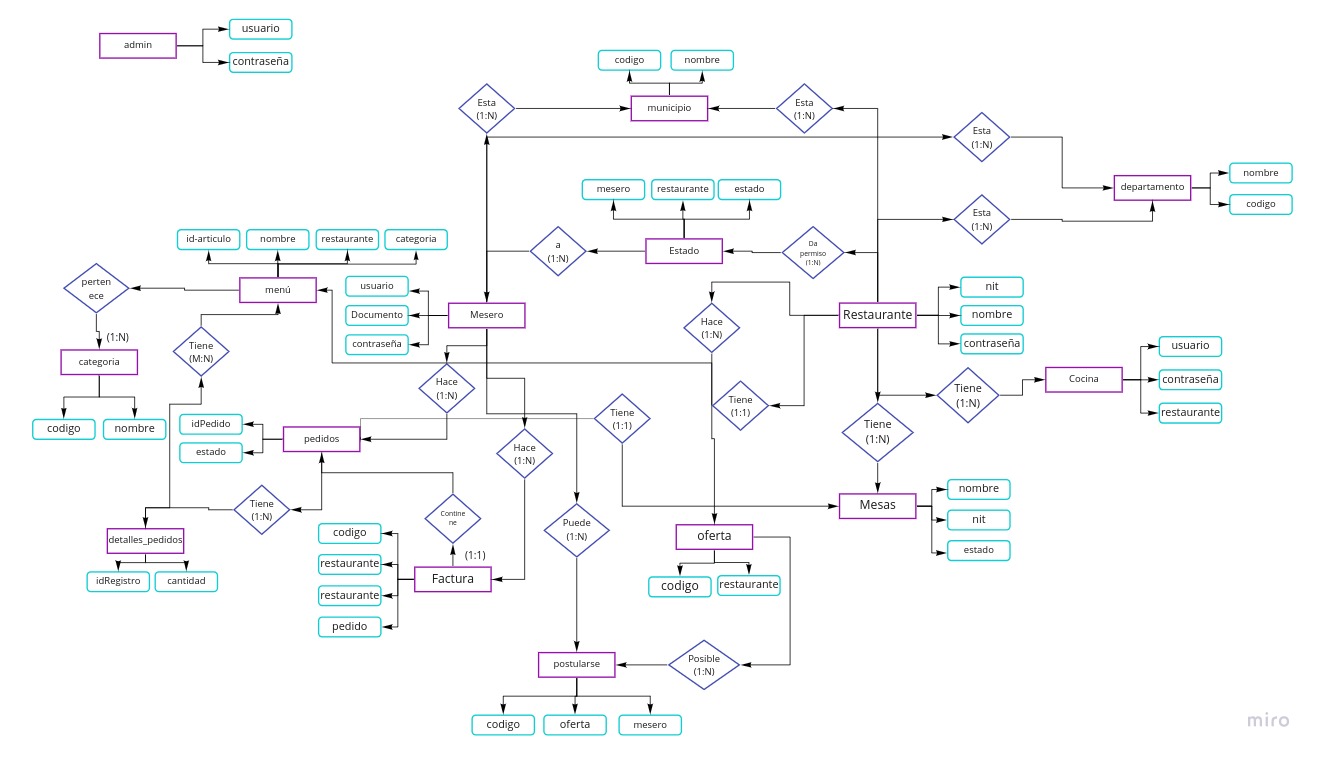 usuario
admin
contraseña
codigo
nombre
Esta
(1:N)
municipio
Esta
(1:N)
Esta
(1:N)
nombre
departamento
codigo
mesero
restaurante
estado
Esta
(1:N)
id-articulo
nombre
restaurante
categoria
a
(1:N)
Estado
Da
permiso
(1:N)
perten
ece
menú
usuario
Documento
contraseña
Mesero
Hace
(1:N)
Restaurante
nit
nombre
contraseña
(1:N)
categoria
Tiene
(M:N)
usuario
Cocina
contraseña
restaurante
Hace
(1:N)
Tiene
(1:1)
Tiene
(1:N)
codigo
nombre
idPedido
estado
pedidos
Tiene
(1:1)
Tiene
(1:N)
Hace
(1:N)
Tiene
(1:N)
Contine
ne
Puede
(1:N)
Mesas
nombre
nit
estado
detalles_pedidos
codigo
restaurante
restaurante
pedido
(1:1)
Factura
oferta
idRegistro
cantidad
codigo
restaurante
postularse
Posible
(1:N)
codigo
oferta
mesero
miro